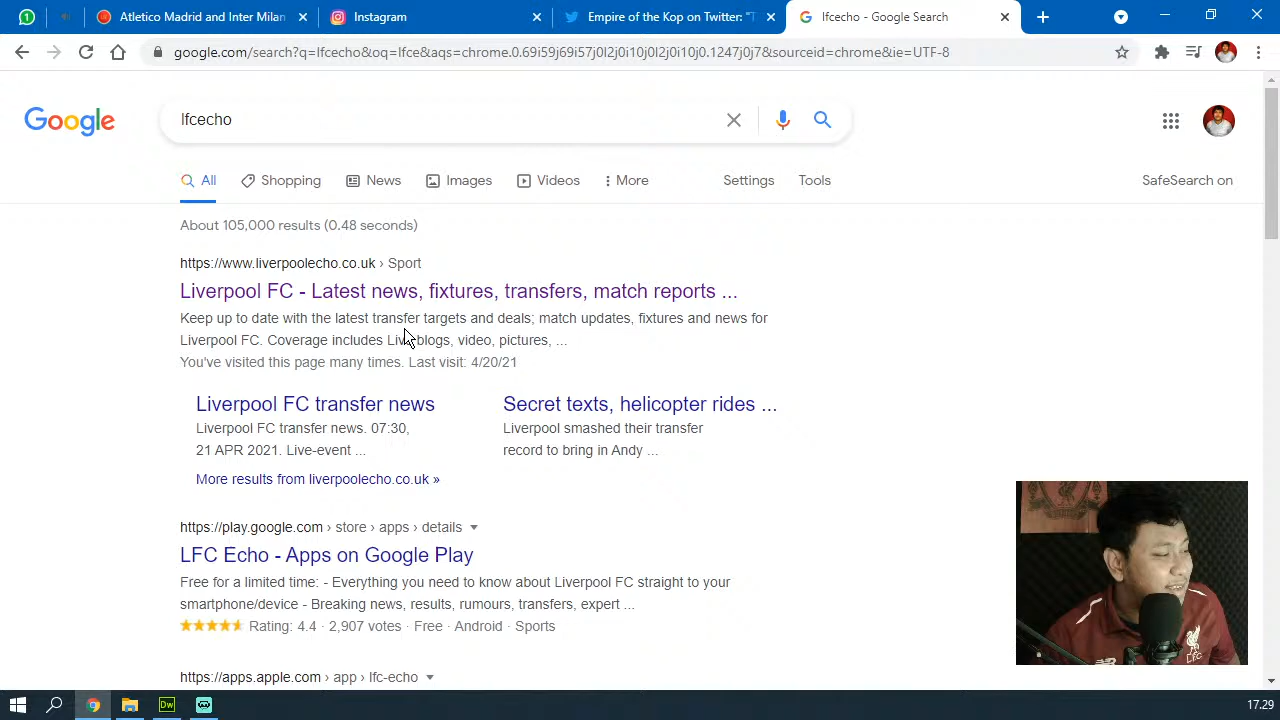 1
Atletico Madrid and Inter Milan
Instagram
Empire of the Kop on Twitter: "T
lfcecho - Google Search
google.com/search?q=lfcecho&oq=lfce&aqs=chrome.0.69i59j69i57j0l2j0i10j0l2j0i10j0.1247j0j7&sourceid=chrome&ie=UTF-8
Google
lfcecho
All
Shopping
News
Images
Videos
More
Settings
Tools
SafeSearch on
About 105,000 results (0.48 seconds)
https://www.liverpoolecho.co.uk › Sport
Liverpool FC - Latest news, fixtures, transfers, match reports ...
Keep up to date with the latest transfer targets and deals; match updates, fixtures and news for
Liverpool FC. Coverage includes Live blogs, video, pictures, ...
You've visited this page many times. Last visit: 4/20/21
Liverpool FC transfer news
Liverpool FC transfer news. 07:30,
21 APR 2021. Live-event ...
Secret texts, helicopter rides ...
Liverpool smashed their transfer
record to bring in Andy ...
More results from liverpoolecho.co.uk »
https://play.google.com › store › apps › details
LFC Echo - Apps on Google Play
Free for a limited time: - Everything you need to know about Liverpool FC straight to your
smartphone/device - Breaking news, results, rumours, transfers, expert ...
Rating: 4.4 · 2,907 votes · Free · Android · Sports
https://apps.apple.com › app › lfc-echo
LFC
Dw
17.29